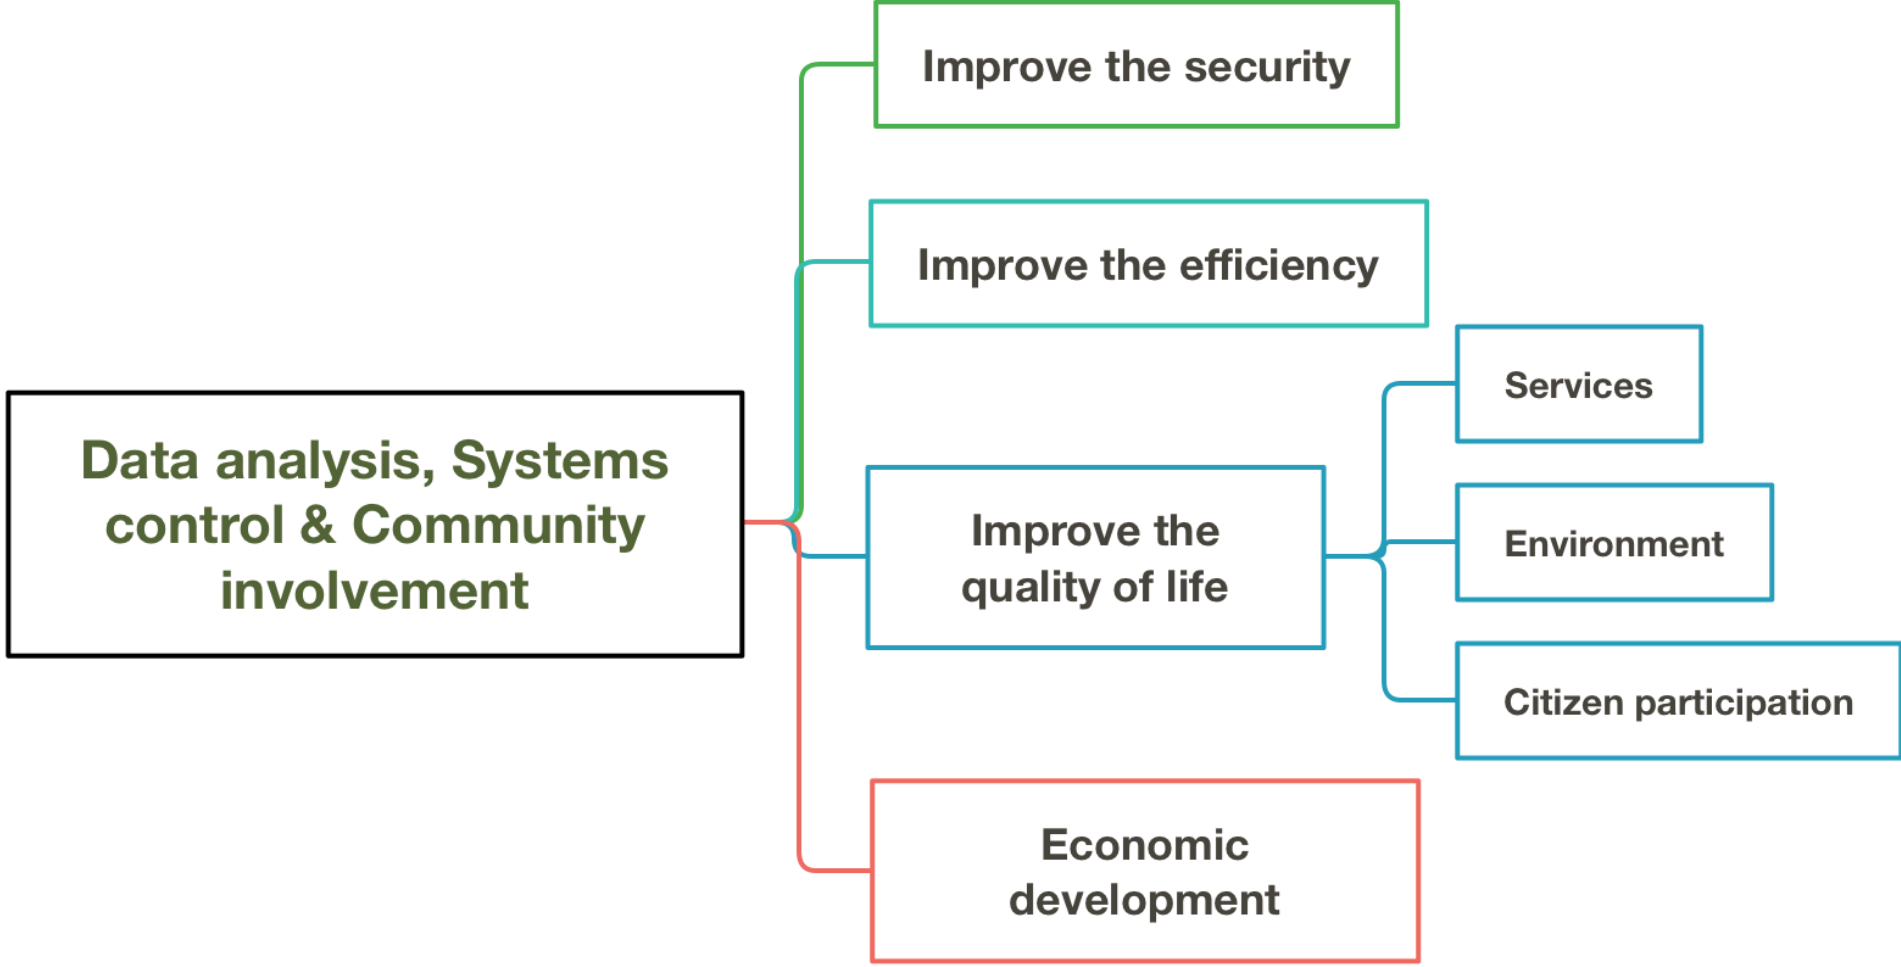 Improve the security
Improve the efficiency
Data analysis, Systems
control & Community
involvement
Improve the
quality of life
Services
Environment
Citizen participation
Economic
development